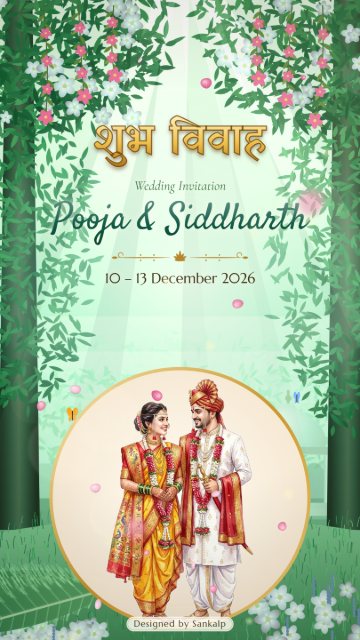 शुभ विवाह
Wedding Invitation
Pooja & Siddharth
10 – 13 December 2026
Designed by Sankalp